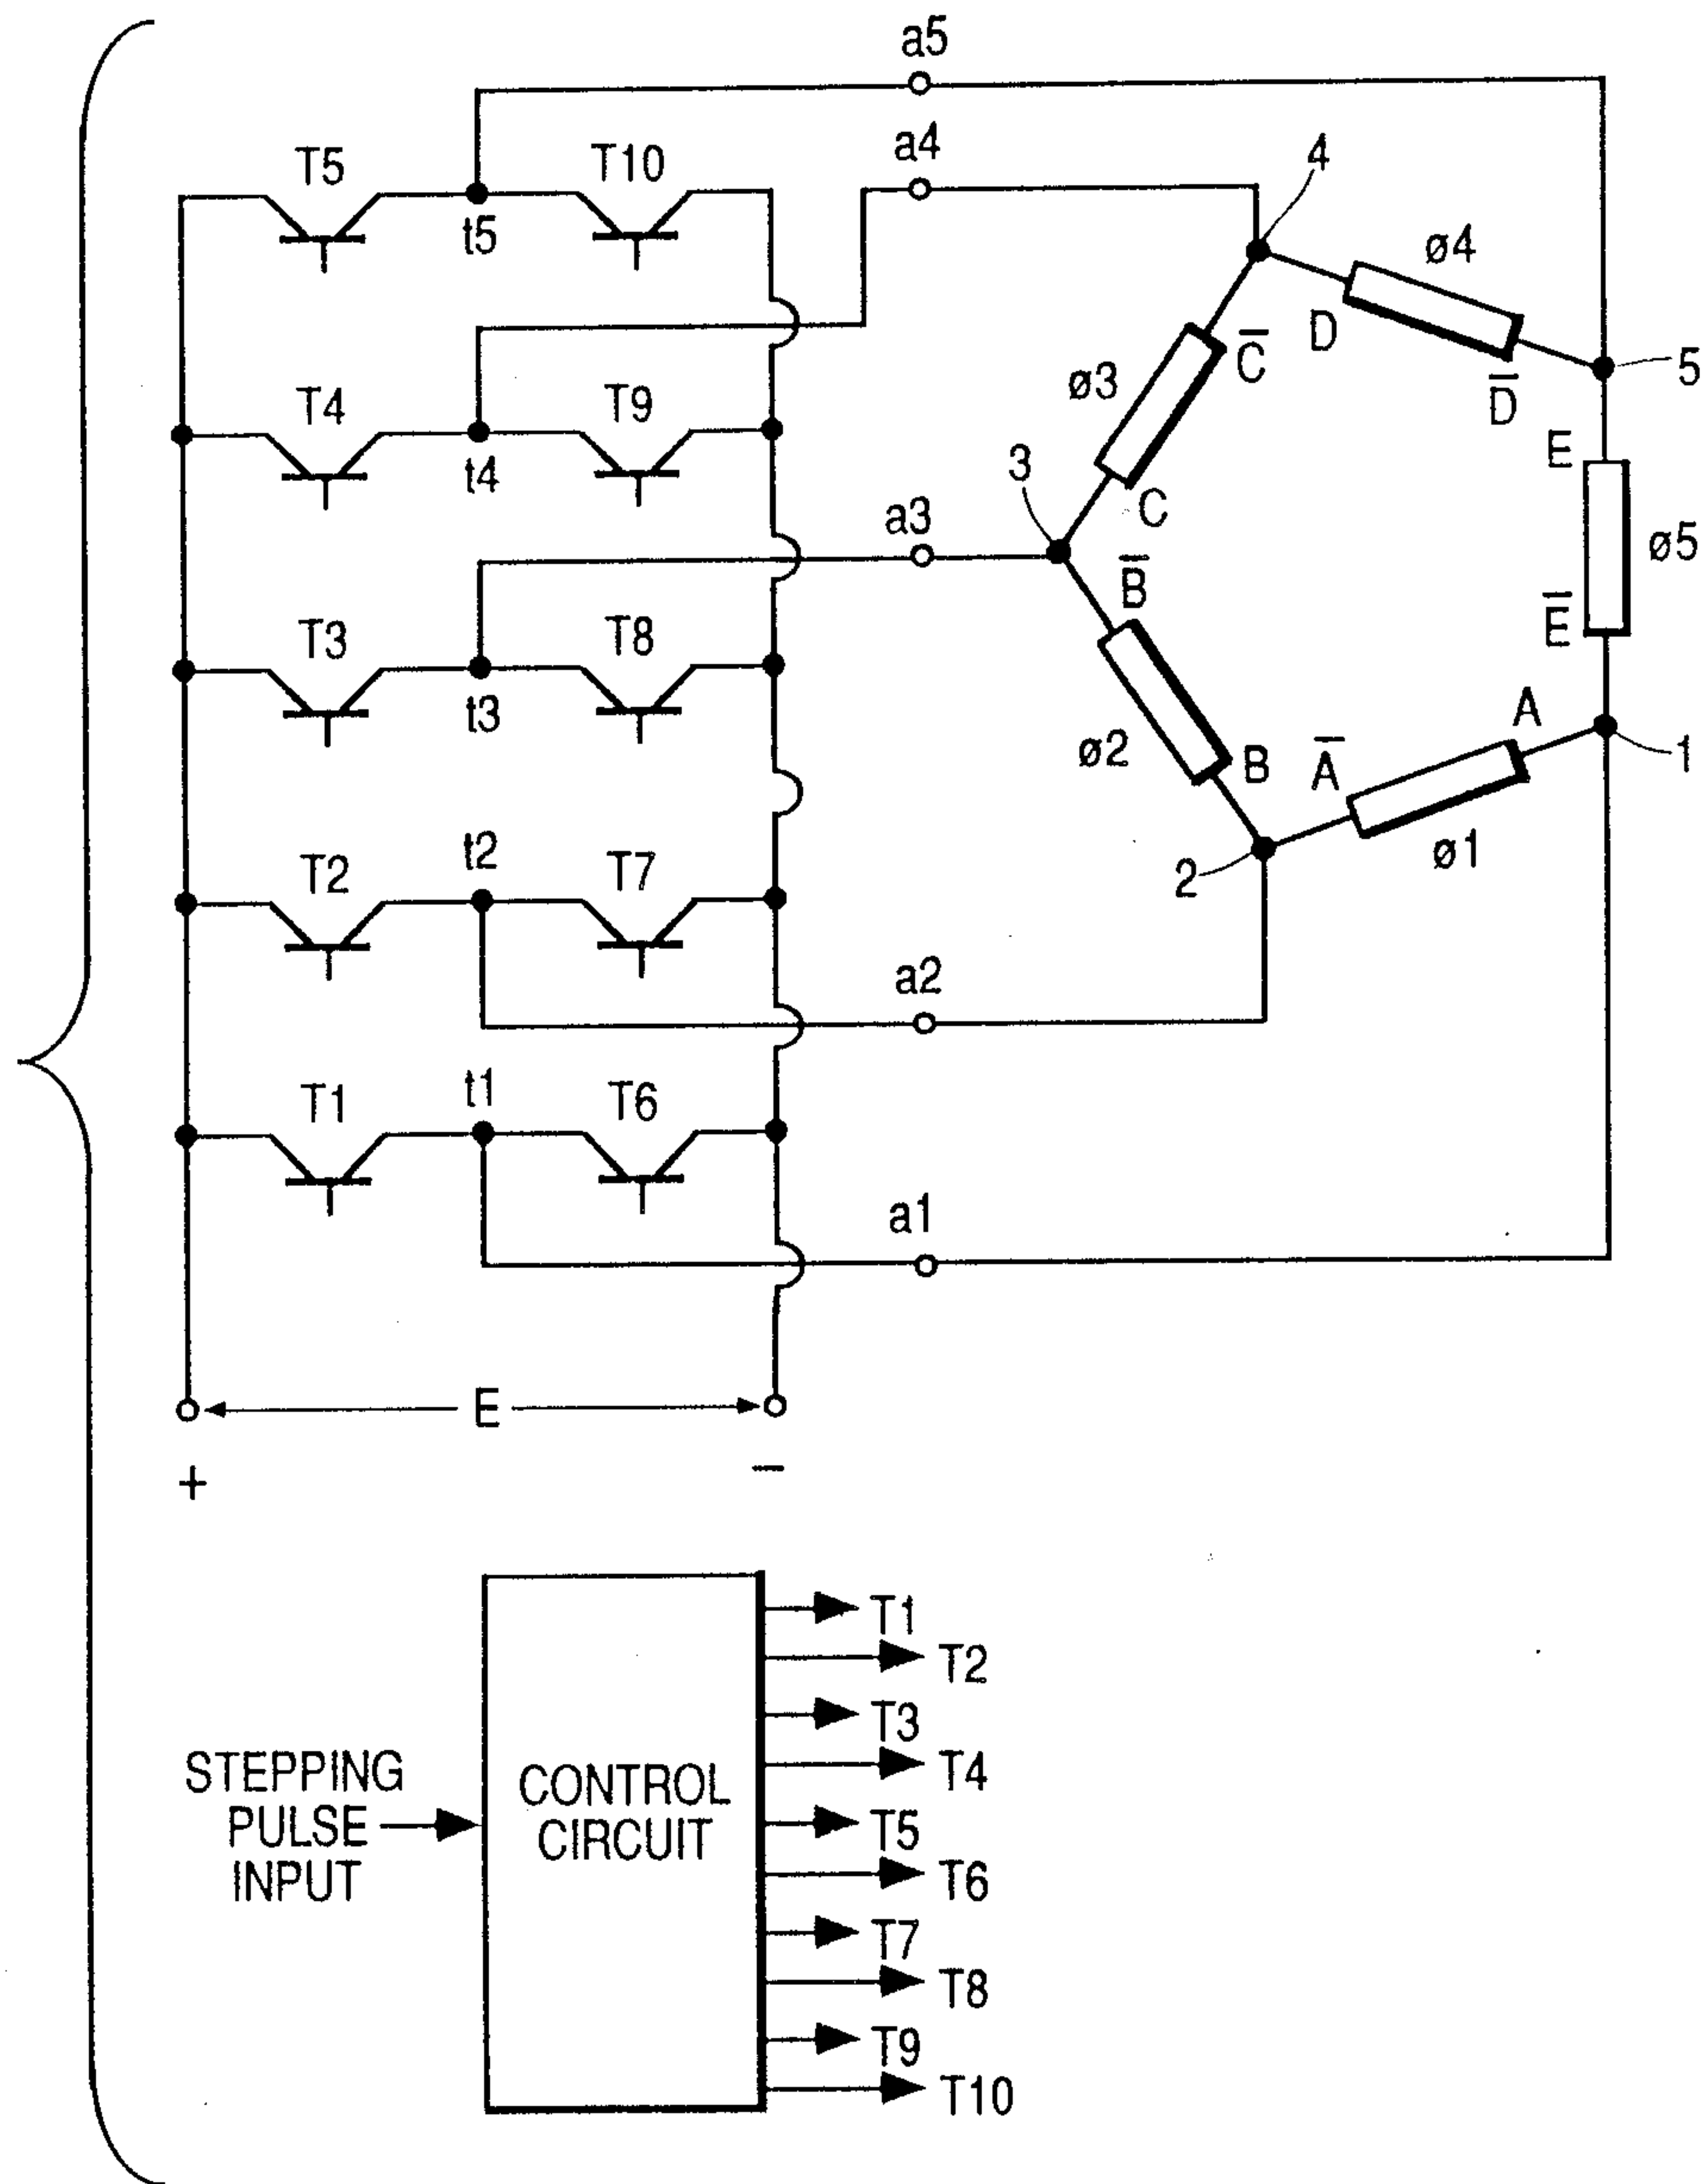 a5
a4
4
T5
T10
t5
ø4
D
D̅
5
C̅
ø3
C
T4
T9
t4
3
a3
E
ø5
E̅
B̅
T3
T8
t3
ø2
B
A̅
A
1
ø1
2
T2
t2
T7
a2
T1
t1
T6
a1
E
+
−
STEPPING
PULSE
INPUT
CONTROL
CIRCUIT
T1
T2
T3
T4
T5
T6
T7
T8
T9
T10